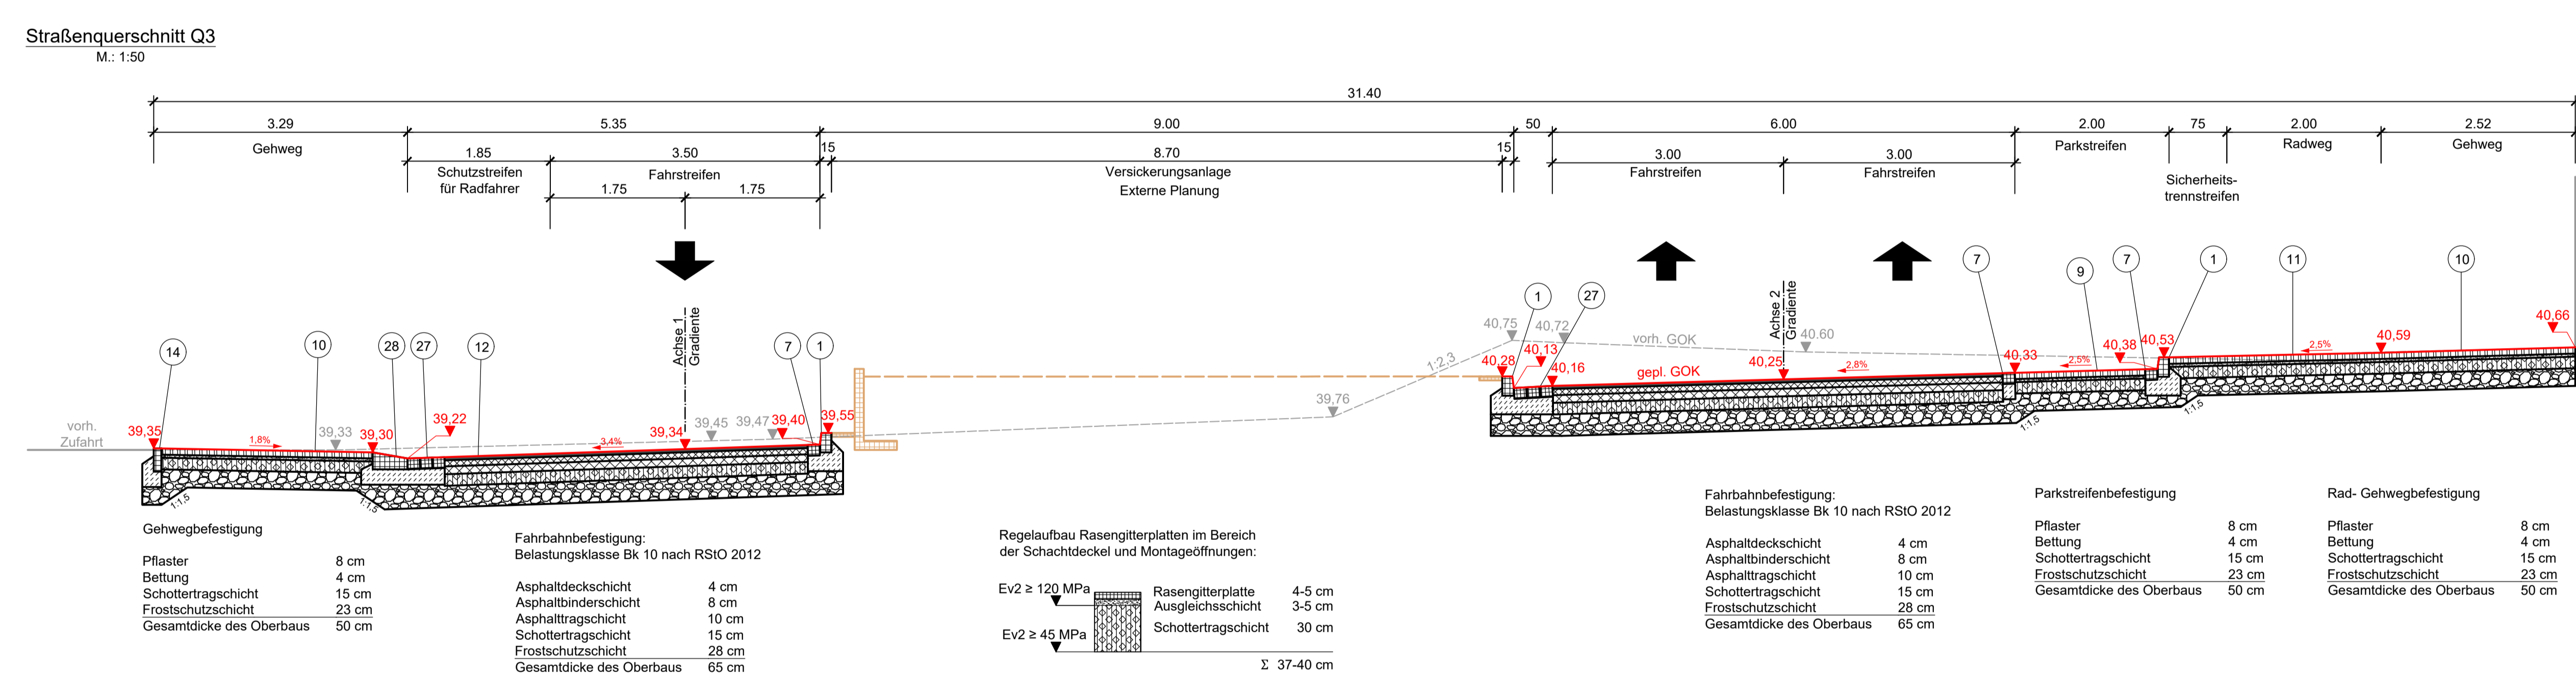 Straßenquerschnitt Q3
M.: 1:50
31.40
3.29
5.35
9.00
50
6.00
2.00
75
2.00
2.52
Gehweg
1.85
3.50
15
8.70
15
3.00
3.00
Parkstreifen
Radweg
Gehweg
Schutzstreifen
für Radfahrer
Fahrstreifen
Versickerungsanlage
Externe Planung
Fahrstreifen
Fahrstreifen
Sicherheits-
trennstreifen
1.75
1.75
Achse 1
Gradiente
Achse 2
Gradiente
14
10
28
27
12
7
1
1
27
7
9
7
1
11
10
vorh.
Zufahrt
39,35
1,8%
39,33
39,30
39,22
3,4%
39,34
39,45
39,47
39,40
39,55
39,76
1:2,3
40,75
40,72
vorh. GOK
40,60
40,28
40,13
40,16
gepl. GOK
40,25
2,8%
40,33
2,5%
40,38
40,53
2,5%
40,59
40,66
1:1,5
1:1,5
1:1,5
1:1,5
Gehwegbefestigung
Pflaster 8 cm
Bettung 4 cm
Schottertragschicht 15 cm
Frostschutzschicht 23 cm
Gesamtdicke des Oberbaus 50 cm
Fahrbahnbefestigung:
Belastungsklasse Bk 10 nach RStO 2012
Asphaltdeckschicht 4 cm
Asphaltbinderschicht 8 cm
Asphalttragschicht 10 cm
Schottertragschicht 15 cm
Frostschutzschicht 28 cm
Gesamtdicke des Oberbaus 65 cm
Regelaufbau Rasengitterplatten im Bereich
der Schachtdeckel und Montageöffnungen:
Ev2 ≥ 120 MPa
Ev2 ≥ 45 MPa
Rasengitterplatte 4-5 cm
Ausgleichsschicht 3-5 cm
Schottertragschicht 30 cm
Σ 37-40 cm
Fahrbahnbefestigung:
Belastungsklasse Bk 10 nach RStO 2012
Asphaltdeckschicht 4 cm
Asphaltbinderschicht 8 cm
Asphalttragschicht 10 cm
Schottertragschicht 15 cm
Frostschutzschicht 28 cm
Gesamtdicke des Oberbaus 65 cm
Parkstreifenbefestigung
Pflaster 8 cm
Bettung 4 cm
Schottertragschicht 15 cm
Frostschutzschicht 23 cm
Gesamtdicke des Oberbaus 50 cm
Rad- Gehwegbefestigung
Pflaster 8 cm
Bettung 4 cm
Schottertragschicht 15 cm
Frostschutzschicht 23 cm
Gesamtdicke des Oberbaus 50 cm